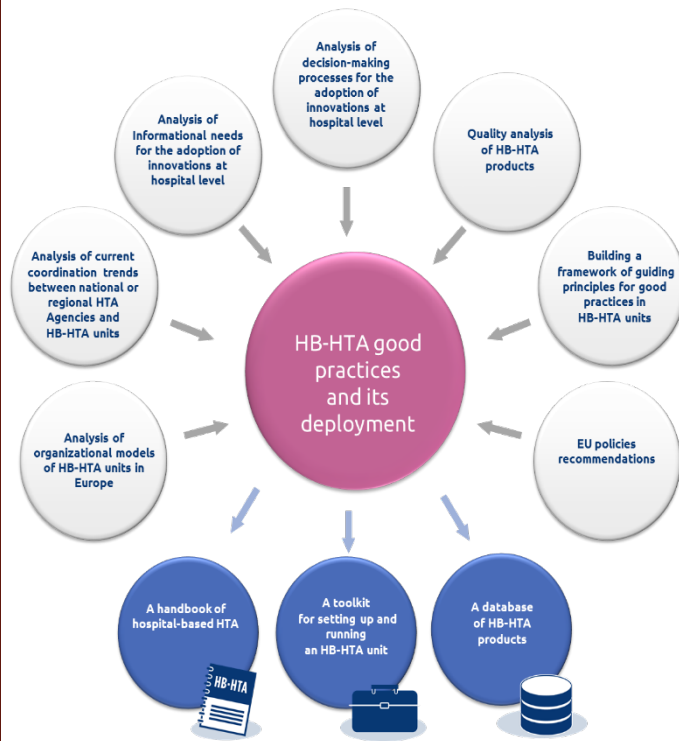 Analysis of
decision-making
processes for the
adoption of
innovations at
hospital level
Analysis of
Informational needs
for the adoption of
innovations at
hospital level
Quality analysis
of HB-HTA
products
Analysis of current
coordination trends
between national or
regional HTA
Agencies and
HB-HTA units
Building a
framework of guiding
principles for good
practices in
HB-HTA units
HB-HTA good
practices
and its
deployment
Analysis of
organizational models
of HB-HTA units in
Europe
EU policies
recommendations
A handbook of
hospital-based HTA
HB-HTA
A toolkit
for setting up and
running
an HB-HTA unit
A database
of HB-HTA
products